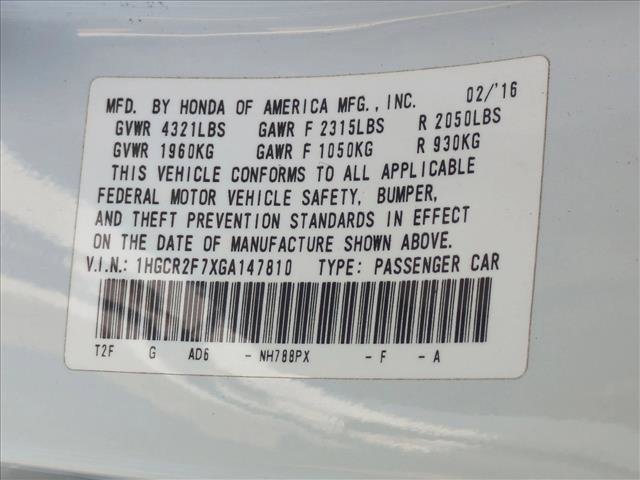 MFD. BY HONDA OF AMERICA MFG., INC. 02/'16
GVWR 4321LBS GAWR F 2315LBS R 2050LBS
GVWR 1960KG GAWR F 1050KG R 930KG
THIS VEHICLE CONFORMS TO ALL APPLICABLE
FEDERAL MOTOR VEHICLE SAFETY, BUMPER,
AND THEFT PREVENTION STANDARDS IN EFFECT
ON THE DATE OF MANUFACTURE SHOWN ABOVE.
V.I.N.: 1HGCR2F7XGA147810 TYPE: PASSENGER CAR
T2F G AD6 - NH788PX - F - A